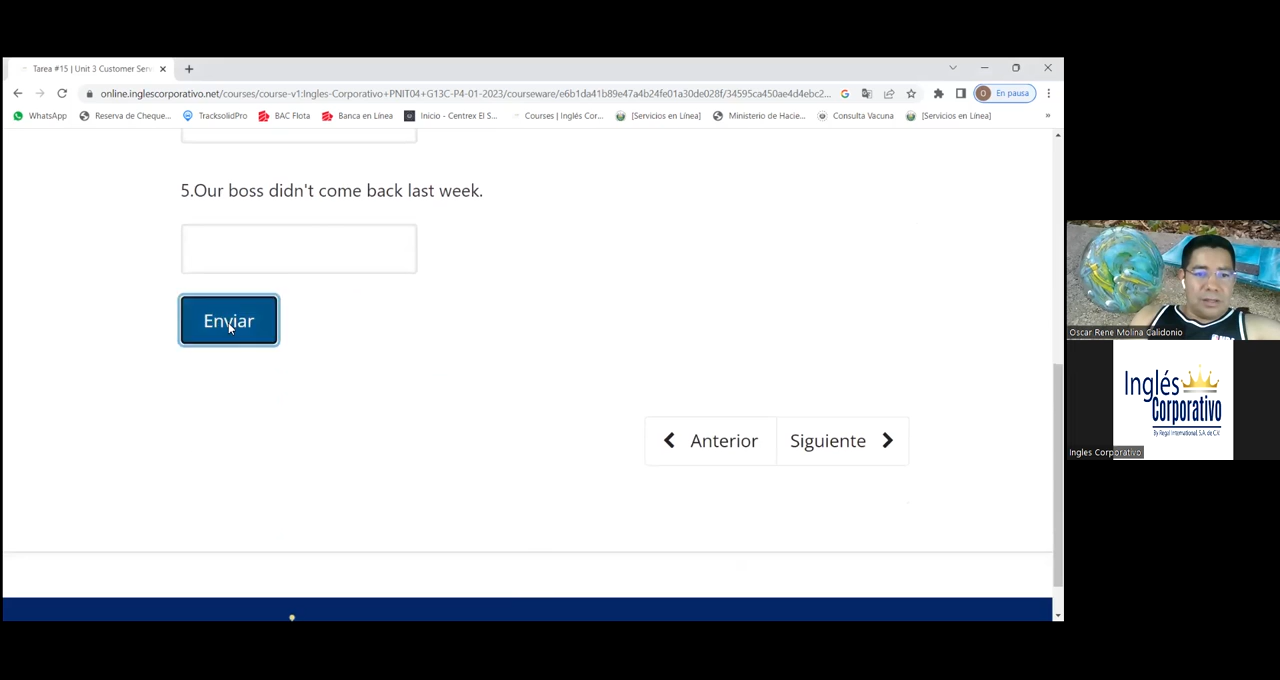 Tarea #15 | Unit 3 Customer Serv
online.inglescorporativo.net/courses/course-v1:Ingles-Corporativo+PNIT04+G13C-P4-01-2023/courseware/e6b1da41b89e47a4b24fe01a30de028f/34595ca450ae4d4ebc2...
En pausa
WhatsApp
Reserva de Cheque...
TracksolidPro
BAC Flota
Banca en Línea
Inicio - Centrex El S...
Courses | Inglés Cor...
[Servicios en Línea]
Ministerio de Hacie...
Consulta Vacuna
[Servicios en Línea]
5.Our boss didn't come back last week.
Enviar
Anterior
Siguiente
Oscar Rene Molina Calidonio
Inglés
Corporativo
By Regal International, S.A. de C.V.
Ingles Corporativo